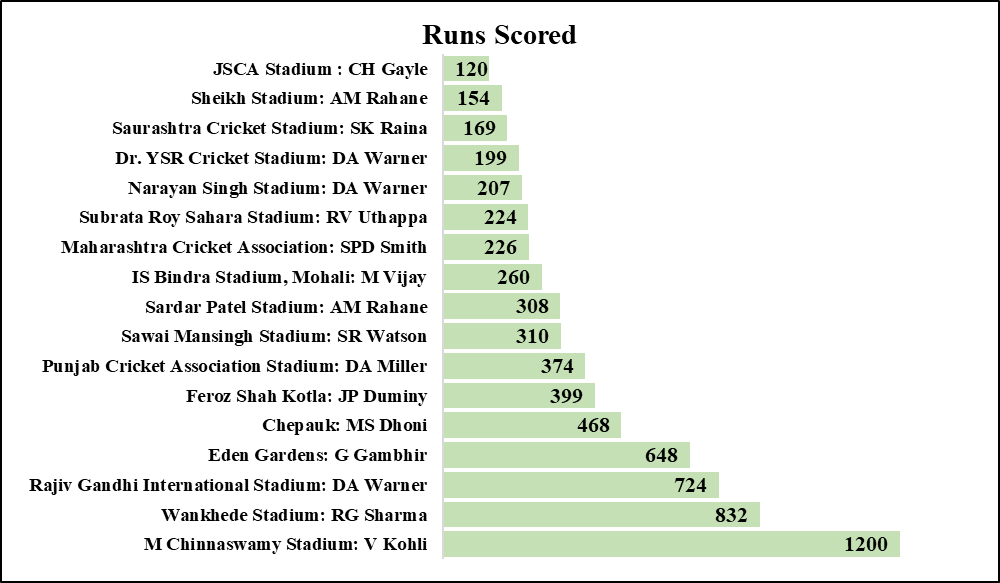 Runs Scored
JSCA Stadium : CH Gayle 120
Sheikh Stadium: AM Rahane 154
Saurashtra Cricket Stadium: SK Raina 169
Dr. YSR Cricket Stadium: DA Warner 199
Narayan Singh Stadium: DA Warner 207
Subrata Roy Sahara Stadium: RV Uthappa 224
Maharashtra Cricket Association: SPD Smith 226
IS Bindra Stadium, Mohali: M Vijay 260
Sardar Patel Stadium: AM Rahane 308
Sawai Mansingh Stadium: SR Watson 310
Punjab Cricket Association Stadium: DA Miller 374
Feroz Shah Kotla: JP Duminy 399
Chepauk: MS Dhoni 468
Eden Gardens: G Gambhir 648
Rajiv Gandhi International Stadium: DA Warner 724
Wankhede Stadium: RG Sharma 832
M Chinnaswamy Stadium: V Kohli 1200